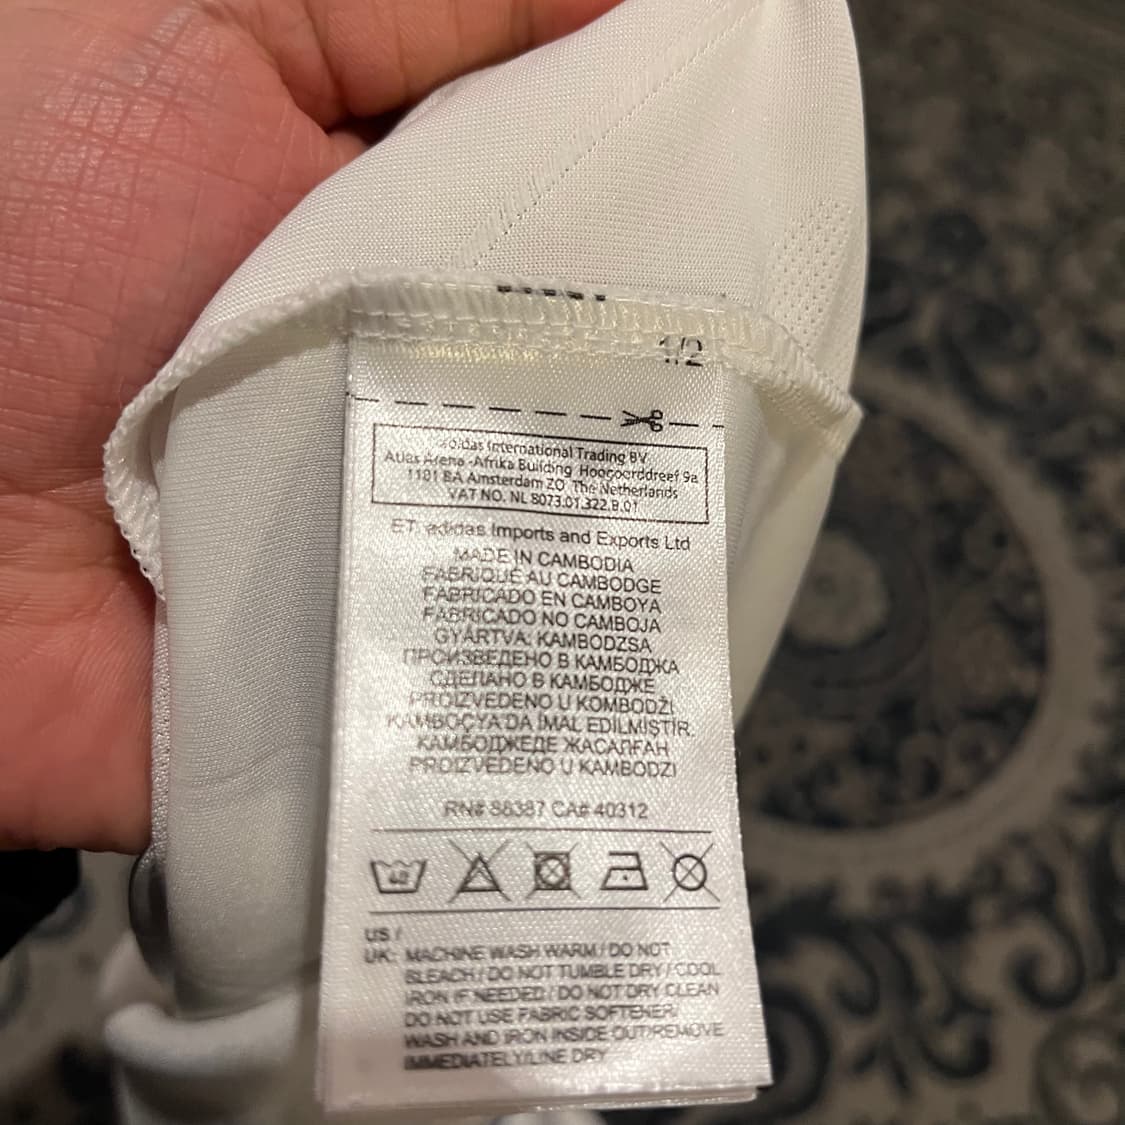 1/2
adidas International Trading BV.
Atlas Arena -Afrika Building Hoogoorddreef 9a
1101 BA Amsterdam ZO The Netherlands
VAT NO. NL 8073.01.322.B.01
ET. adidas Imports and Exports Ltd
MADE IN CAMBODIA
FABRIQUÉ AU CAMBODGE
FABRICADO EN CAMBOYA
FABRICADO NO CAMBOJA
GYÁRTVA: KAMBODZSA
ПРОИЗВЕДЕНО В КАМБОДЖА
СДЕЛАНО В КАМБОДЖЕ
PROIZVEDENO U KOMBODŽI
KAMBOÇYA'DA İMAL EDİLMİŞTİR.
КАМБОДЖЕДЕ ЖАСАЛҒАН
PROIZVEDENO U KAMBODZI
RN# 88387 CA# 40312
40
US /
UK: MACHINE WASH WARM / DO NOT
BLEACH / DO NOT TUMBLE DRY / COOL
IRON IF NEEDED / DO NOT DRY CLEAN
DO NOT USE FABRIC SOFTENER/
WASH AND IRON INSIDE OUT/REMOVE
IMMEDIATELY/LINE DRY